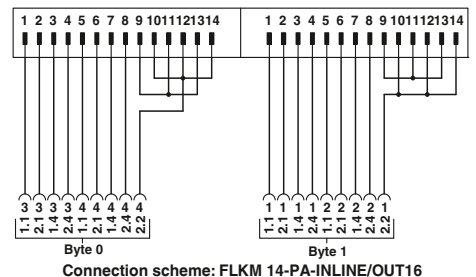 1 2 3 4 5 6 7 8 9 10 11 12 13 14
1 2 3 4 5 6 7 8 9 10 11 12 13 14
3 3 3 3 4 4 4 4 4
1.1 2.1 1.4 2.4 1.1 2.1 1.4 2.4 2.2
Byte 0
1 1 1 1 2 2 2 2 1
1.1 2.1 1.4 2.4 1.1 2.1 1.4 2.4 2.2
Byte 1
Connection scheme: FLKM 14-PA-INLINE/OUT16